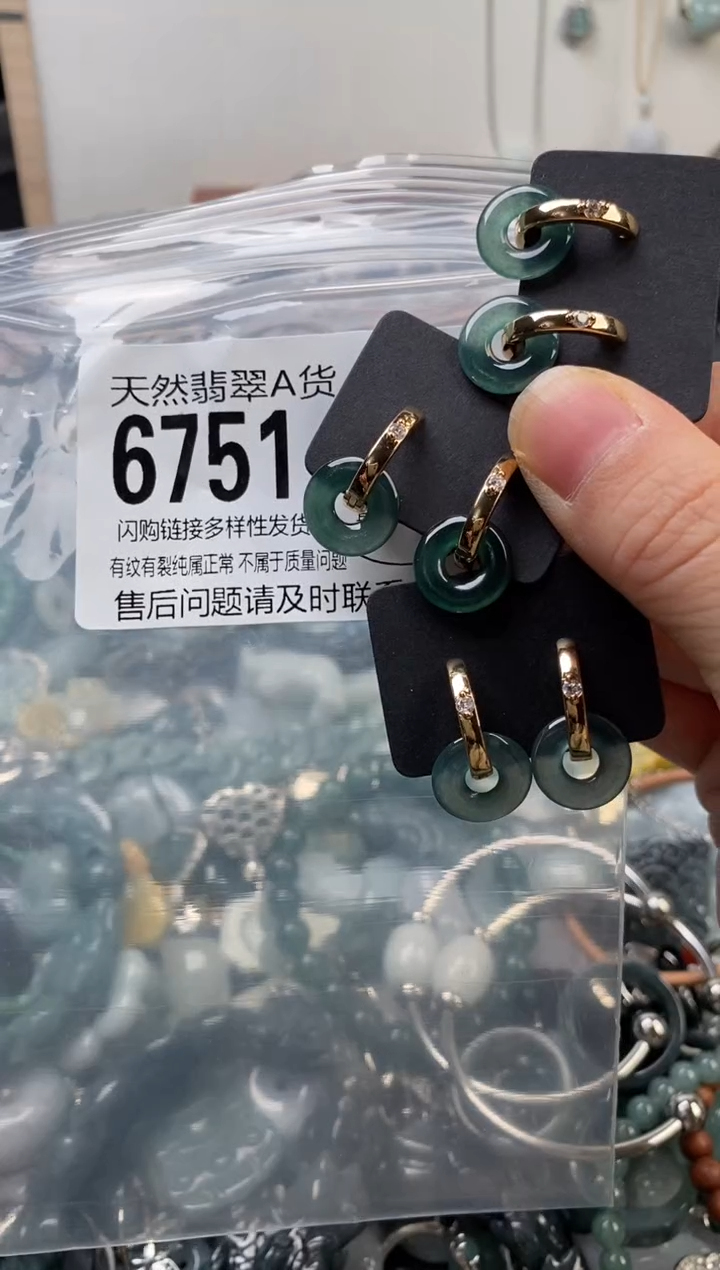 天然翡翠A货
6751
闪购链接多样性发货
有纹有裂纯属正常 不属于质量问题
售后问题请及时联系